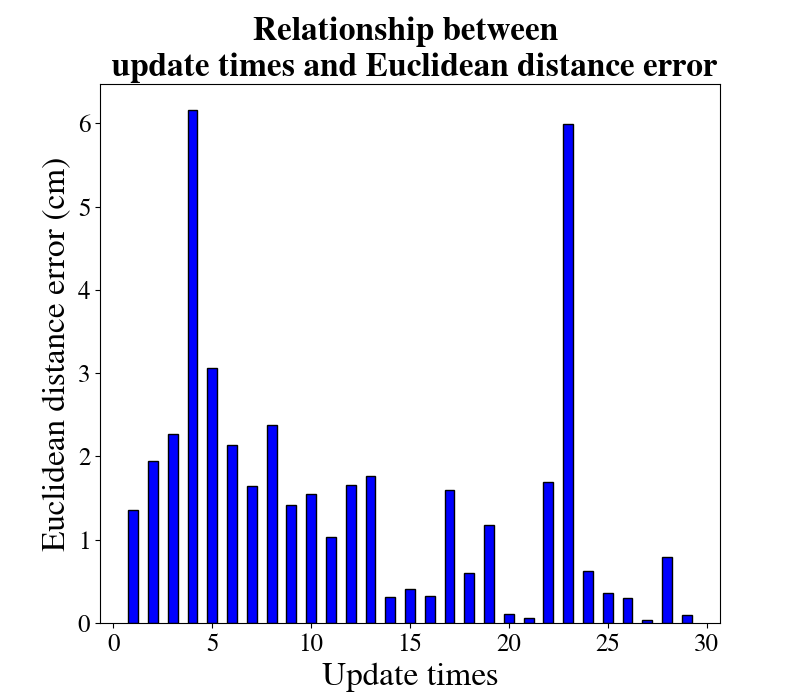 Relationship between
update times and Euclidean distance error
Euclidean distance error (cm)
6
5
4
3
2
1
0
0 5 10 15 20 25 30
Update times